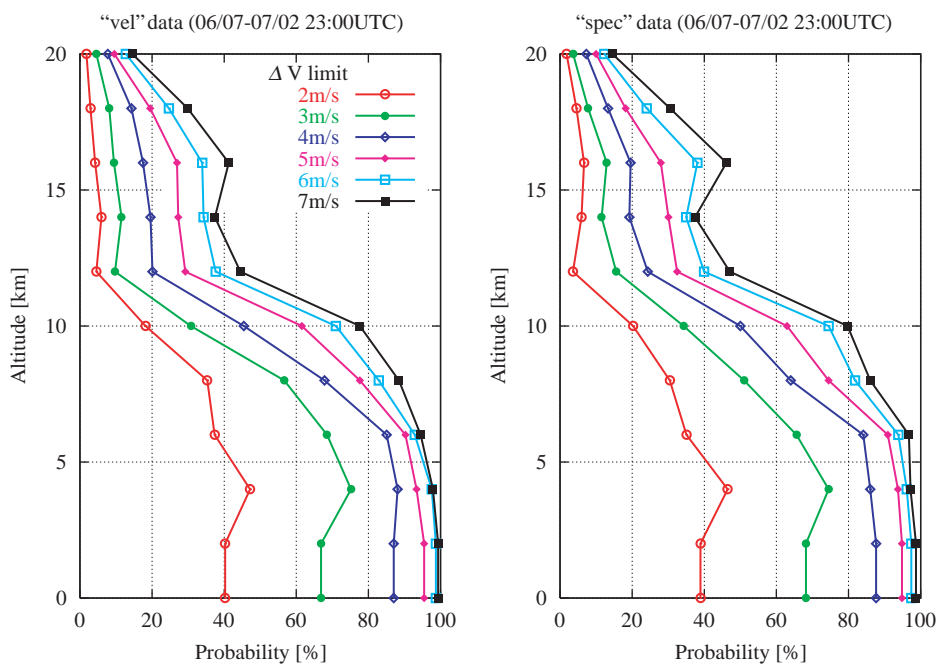 “vel” data (06/07-07/02 23:00UTC)
20
15
10
5
0
Altitude [km]
Δ V limit
2m/s
3m/s
4m/s
5m/s
6m/s
7m/s
0 20 40 60 80 100
Probability [%]
“spec” data (06/07-07/02 23:00UTC)
20
15
10
5
0
Altitude [km]
0 20 40 60 80 100
Probability [%]